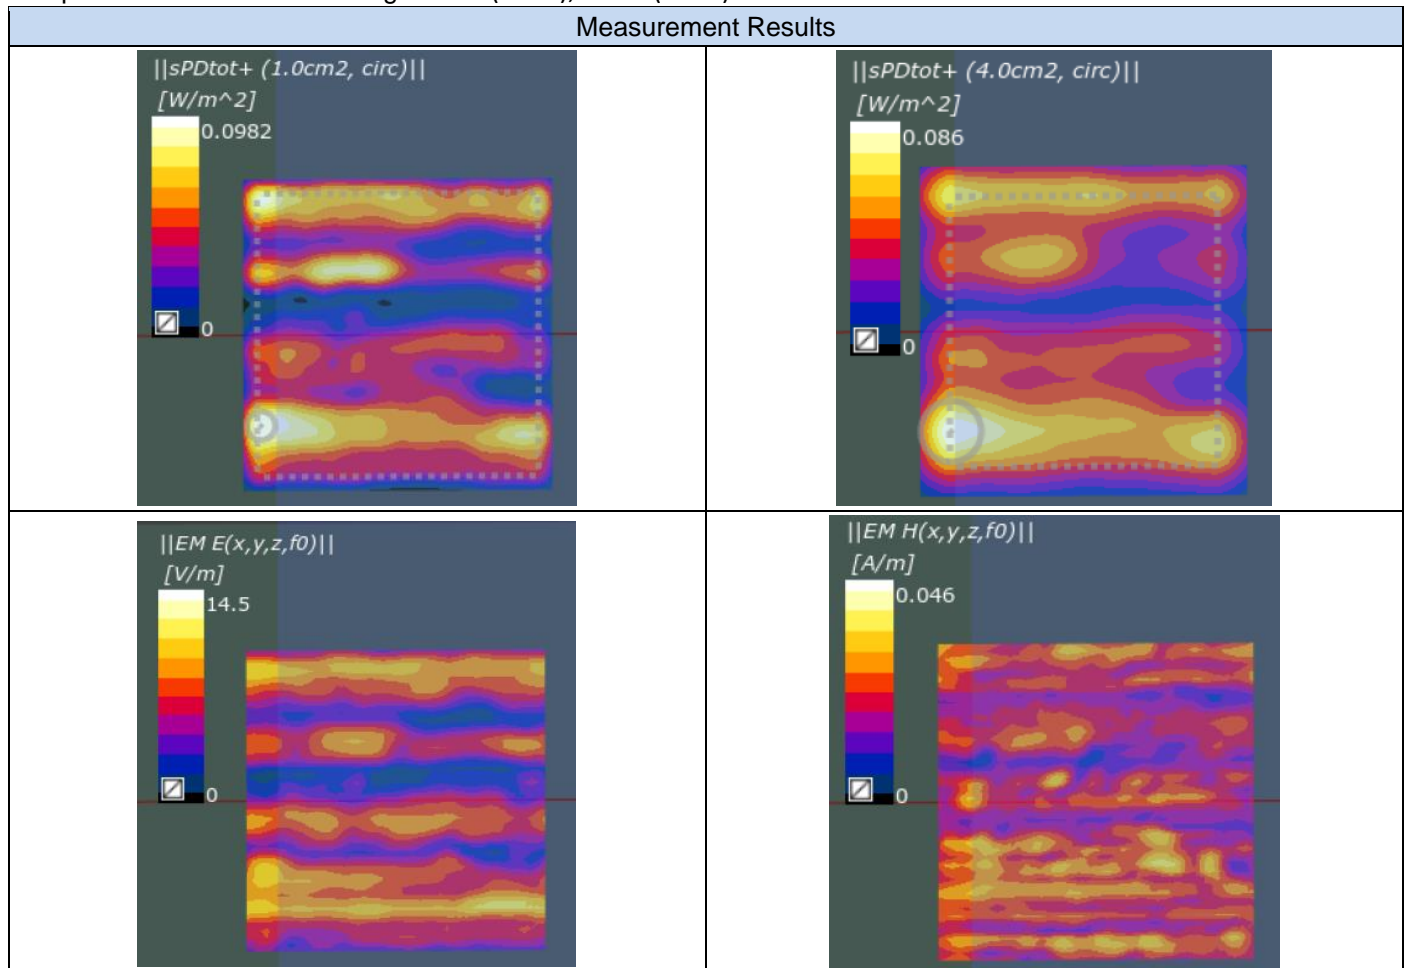 Measurement Results
||sPDtot+ (1.0cm2, circ)||
[W/m^2]
0.0982
0
||sPDtot+ (4.0cm2, circ)||
[W/m^2]
0.086
0
||EM E(x,y,z,f0)||
[V/m]
14.5
0
||EM H(x,y,z,f0)||
[A/m]
0.046
0